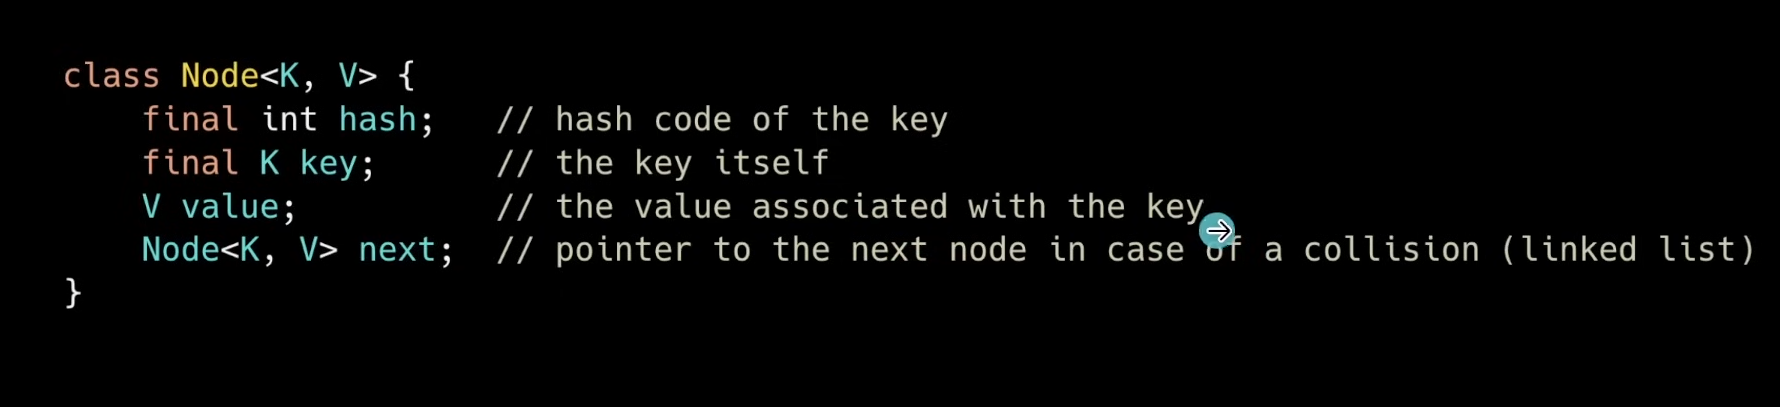 class Node<K, V> {
    final int hash;   // hash code of the key
    final K key;      // the key itself
    V value;          // the value associated with the key
    Node<K, V> next;  // pointer to the next node in case of a collision (linked list)
}